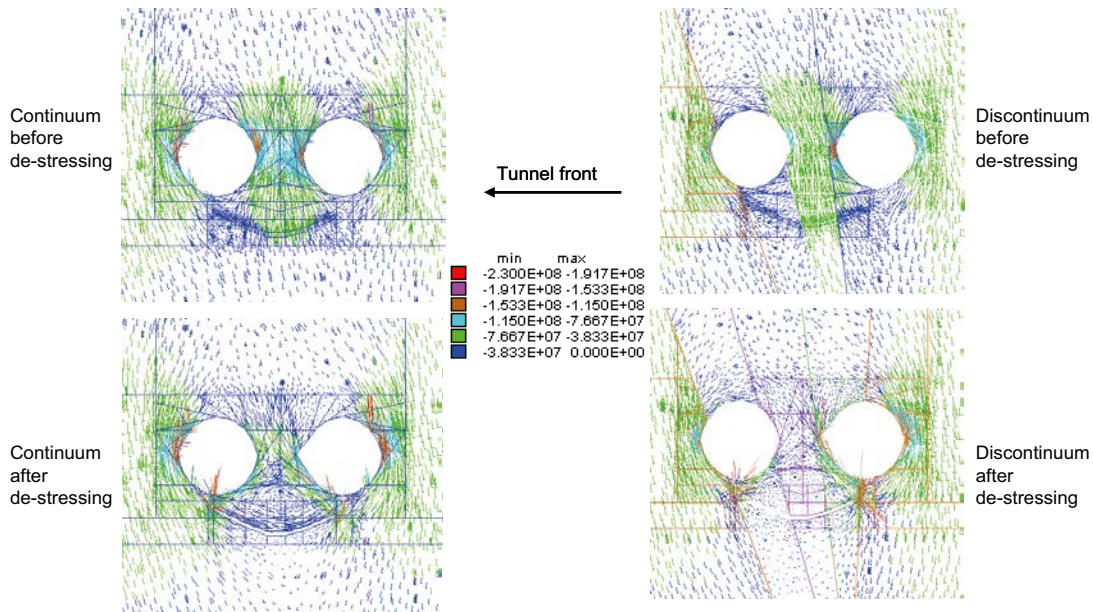 Continuum
before
de-stressing
Discontinuum
before
de-stressing
Tunnel front
min max
-2.300E+08 -1.917E+08
-1.917E+08 -1.533E+08
-1.533E+08 -1.150E+08
-1.150E+08 -7.667E+07
-7.667E+07 -3.833E+07
-3.833E+07 0.000E+00
Continuum
after
de-stressing
Discontinuum
after
de-stressing